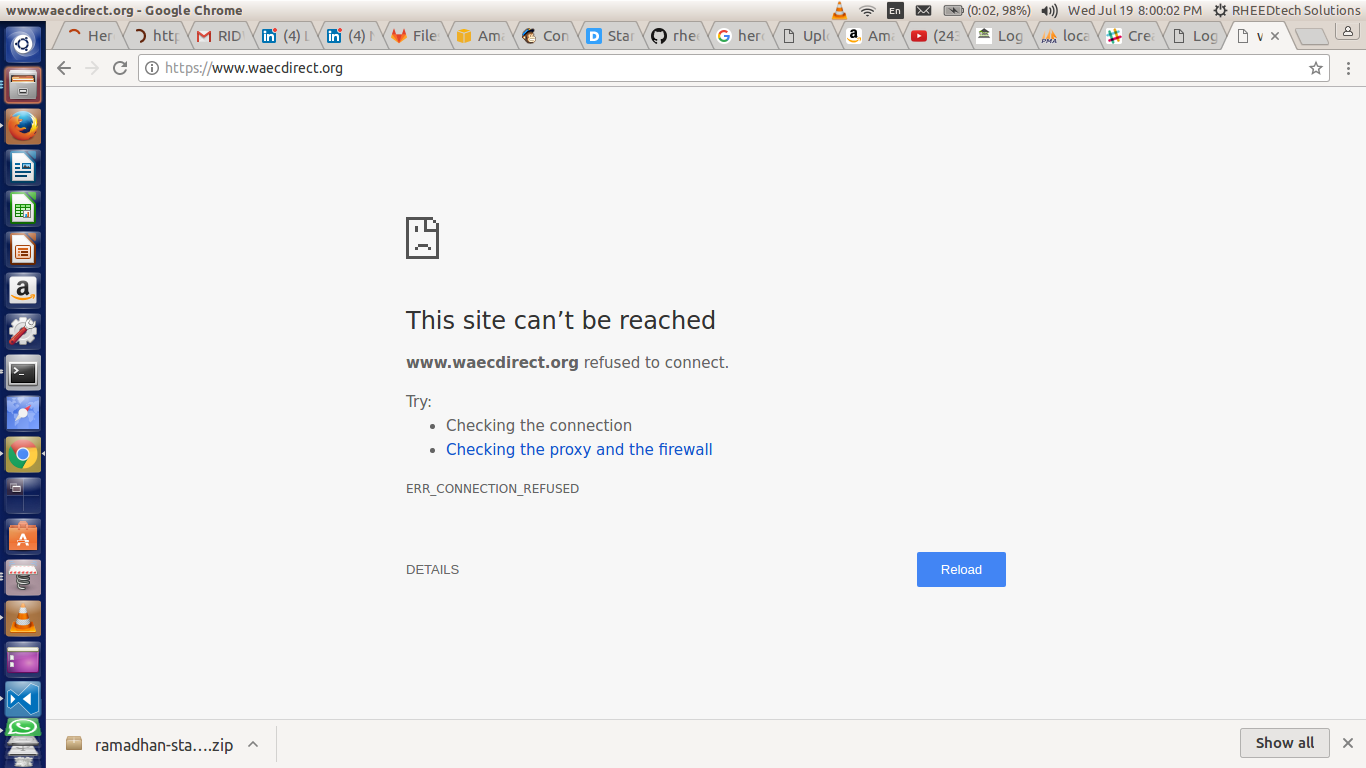 www.waecdirect.org - Google Chrome
En
(0:02, 98%)
Wed Jul 19 8:00:02 PM
RHEEDtech Solutions
Her
http
RID
(4) L
(4) N
File
Ama
Con
Star
rhe
her
Uplo
Ama
(243
Log
loca
Cre
Log
https://www.waecdirect.org
This site can’t be reached
www.waecdirect.org refused to connect.
Try:
• Checking the connection
• Checking the proxy and the firewall
ERR_CONNECTION_REFUSED
DETAILS
Reload
ramadhan-sta....zip
Show all